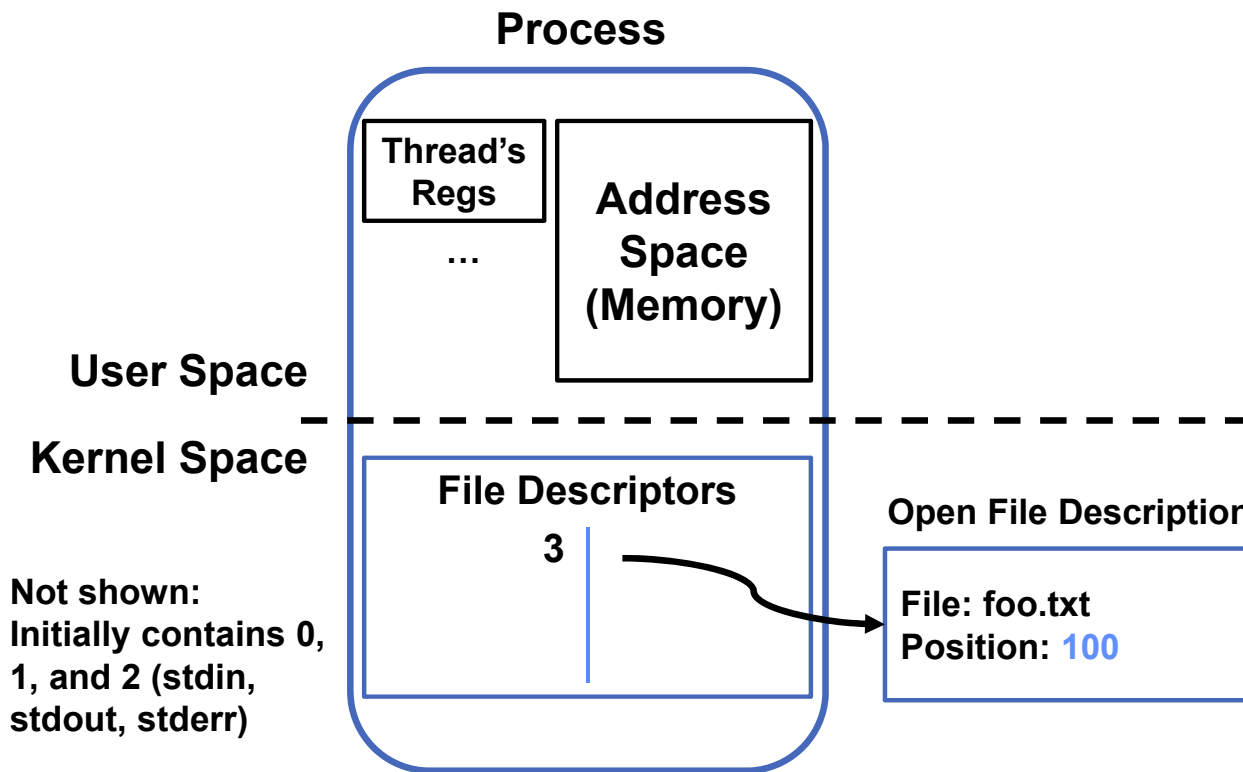 Process
Thread's
Regs
...
Address
Space
(Memory)
User Space
Kernel Space
File Descriptors
3
Open File Description
File: foo.txt
Position: 100
Not shown:
Initially contains 0,
1, and 2 (stdin,
stdout, stderr)